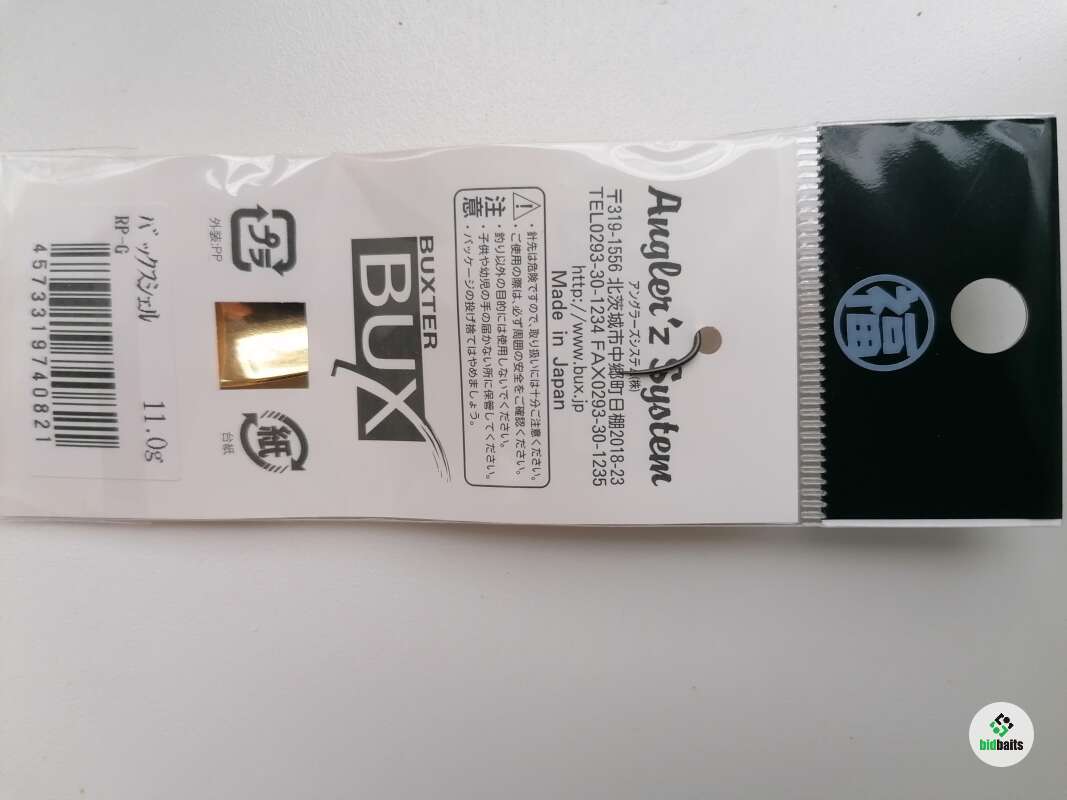 福
Angler'z System
アングラーズシステム(株)
〒319-1556 北茨城市中郷町日棚2018-23
TEL0293-30-1234 FAX0293-30-1235
http://www.bux.jp
Made in Japan
注意
・針先は危険ですので、取り扱いには十分ご注意ください。
・ご使用の際は、必ず周囲の安全をご確認ください。
・釣り以外の目的には使用しないでください。
・子供や幼児の手の届かない所に保管してください。
・パッケージの投げ捨てはやめましょう。
BUXTER
BUX
プラ
外装:PP
紙
台紙
バックスシェル
RP-G
11.0g
4573319740821
bidbaits